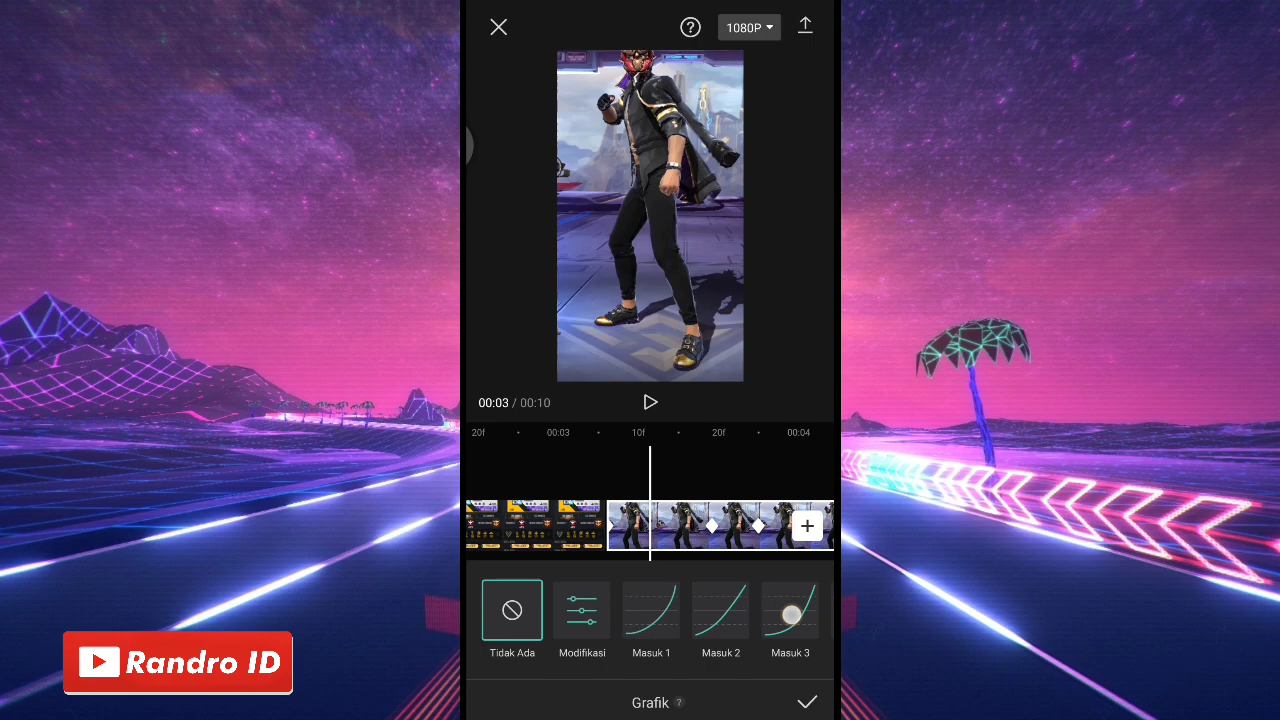 1080P
00:03 / 00:10
20f 00:03 10f 20f 00:04
Tidak Ada
Modifikasi
Masuk 1
Masuk 2
Masuk 3
Grafik ?
Randro ID